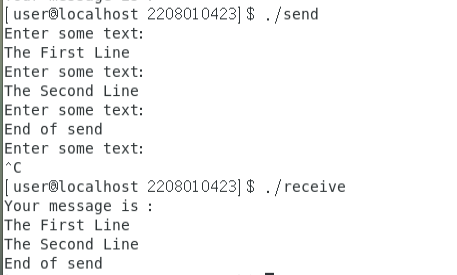 [user@localhost 2208010423]$ ./send
Enter some text:
The First Line
Enter some text:
The Second Line
Enter some text:
End of send
Enter some text:
^C
[user@localhost 2208010423]$ ./receive
Your message is :
The First Line
The Second Line
End of send